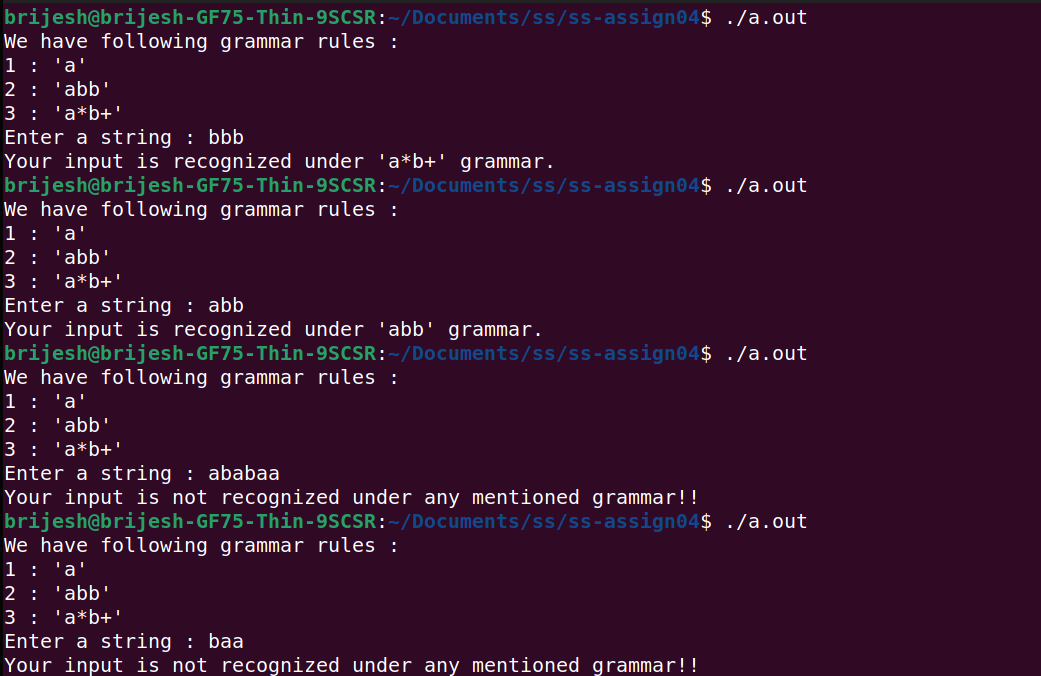 brijesh@brijesh-GF75-Thin-9SCSR:~/Documents/ss/ss-assign04$ ./a.out
We have following grammar rules :
1 : 'a'
2 : 'abb'
3 : 'a*b+'
Enter a string : bbb
Your input is recognized under 'a*b+' grammar.
brijesh@brijesh-GF75-Thin-9SCSR:~/Documents/ss/ss-assign04$ ./a.out
We have following grammar rules :
1 : 'a'
2 : 'abb'
3 : 'a*b+'
Enter a string : abb
Your input is recognized under 'abb' grammar.
brijesh@brijesh-GF75-Thin-9SCSR:~/Documents/ss/ss-assign04$ ./a.out
We have following grammar rules :
1 : 'a'
2 : 'abb'
3 : 'a*b+'
Enter a string : ababaa
Your input is not recognized under any mentioned grammar!!
brijesh@brijesh-GF75-Thin-9SCSR:~/Documents/ss/ss-assign04$ ./a.out
We have following grammar rules :
1 : 'a'
2 : 'abb'
3 : 'a*b+'
Enter a string : baa
Your input is not recognized under any mentioned grammar!!